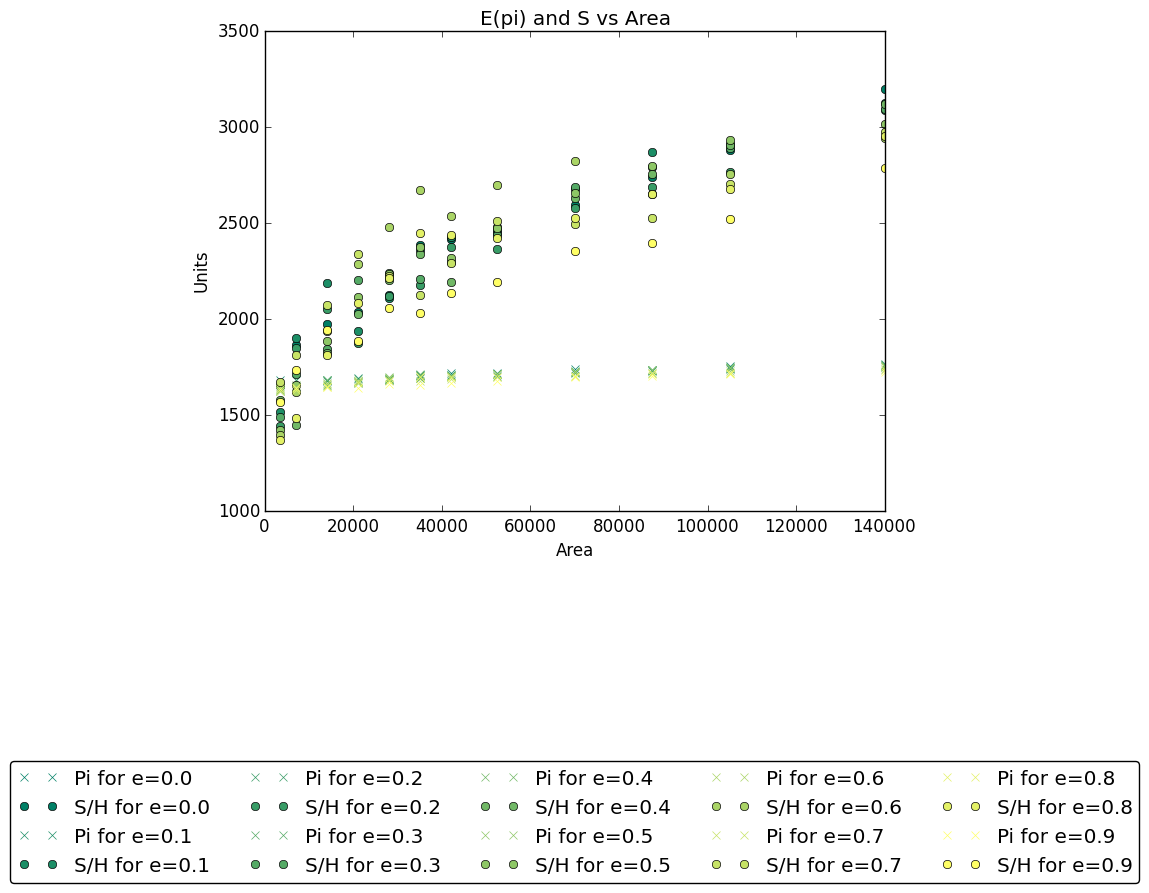 E(pi) and S vs Area
3500
3000
2500
2000
1500
1000
Units
0 20000 40000 60000 80000 100000 120000 140000
Area
Pi for e=0.0 Pi for e=0.2 Pi for e=0.4 Pi for e=0.6 Pi for e=0.8
S/H for e=0.0 S/H for e=0.2 S/H for e=0.4 S/H for e=0.6 S/H for e=0.8
Pi for e=0.1 Pi for e=0.3 Pi for e=0.5 Pi for e=0.7 Pi for e=0.9
S/H for e=0.1 S/H for e=0.3 S/H for e=0.5 S/H for e=0.7 S/H for e=0.9